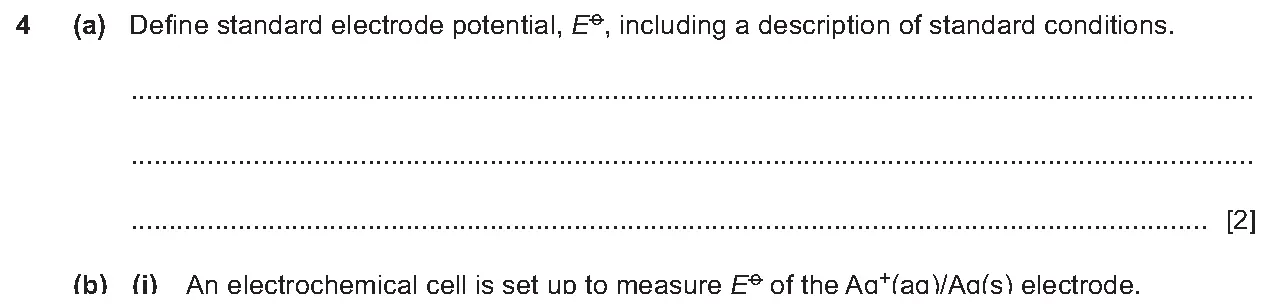 4 (a) Define standard electrode potential, E⦵, including a description of standard conditions.
..........................................................................................................................................
..........................................................................................................................................
.................................................................................................................................... [2]
(b) (i) An electrochemical cell is set up to measure E⦵ of the Ag⁺(aq)/Ag(s) electrode.